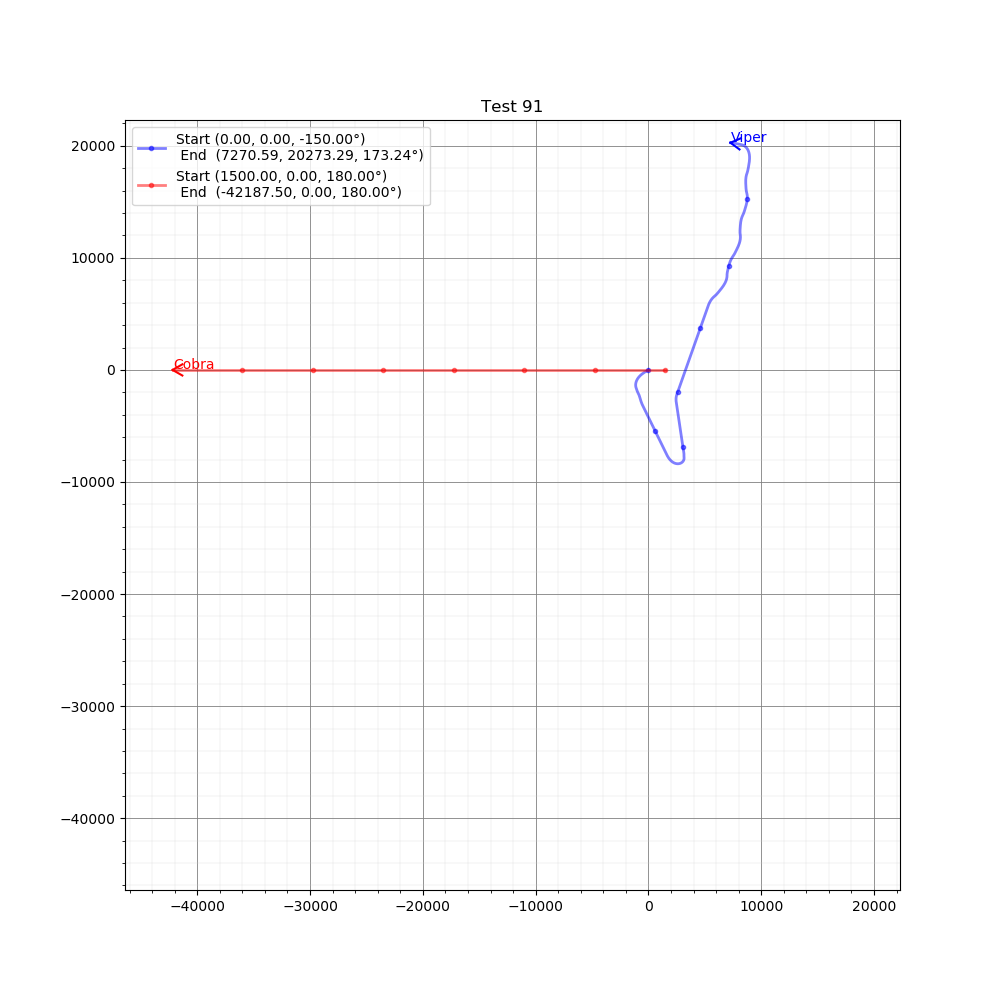 Test 91
Start (0.00, 0.00, -150.00°)
End  (7270.59, 20273.29, 173.24°)
Start (1500.00, 0.00, 180.00°)
End  (-42187.50, 0.00, 180.00°)
Viper
Cobra
20000
10000
0
−10000
−20000
−30000
−40000
−40000 −30000 −20000 −10000 0 10000 20000